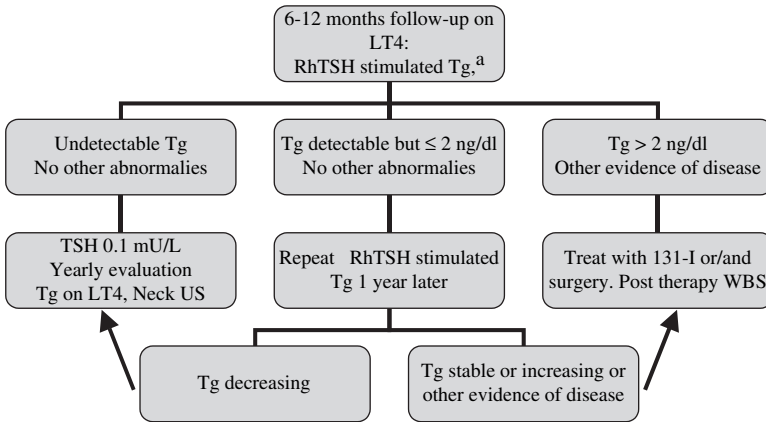 6-12 months follow-up on
LT4:
RhTSH stimulated Tg,a
Undetectable Tg
No other abnormalies
Tg detectable but ≤ 2 ng/dl
No other abnormalies
Tg > 2 ng/dl
Other evidence of disease
TSH 0.1 mU/L
Yearly evaluation
Tg on LT4, Neck US
Repeat RhTSH stimulated
Tg 1 year later
Treat with 131-I or/and
surgery. Post therapy WBS
Tg decreasing
Tg stable or increasing or
other evidence of disease